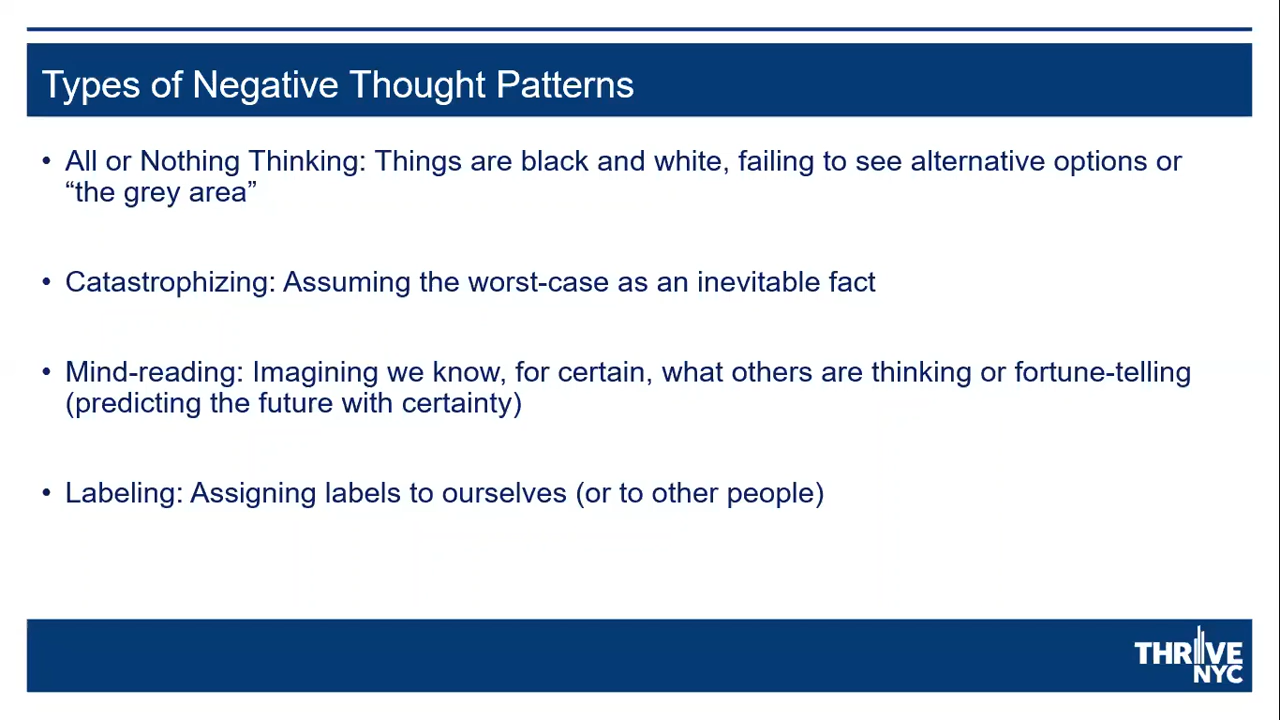 Types of Negative Thought Patterns
• All or Nothing Thinking: Things are black and white, failing to see alternative options or
“the grey area”
• Catastrophizing: Assuming the worst-case as an inevitable fact
• Mind-reading: Imagining we know, for certain, what others are thinking or fortune-telling
(predicting the future with certainty)
• Labeling: Assigning labels to ourselves (or to other people)
THRIVE
NYC